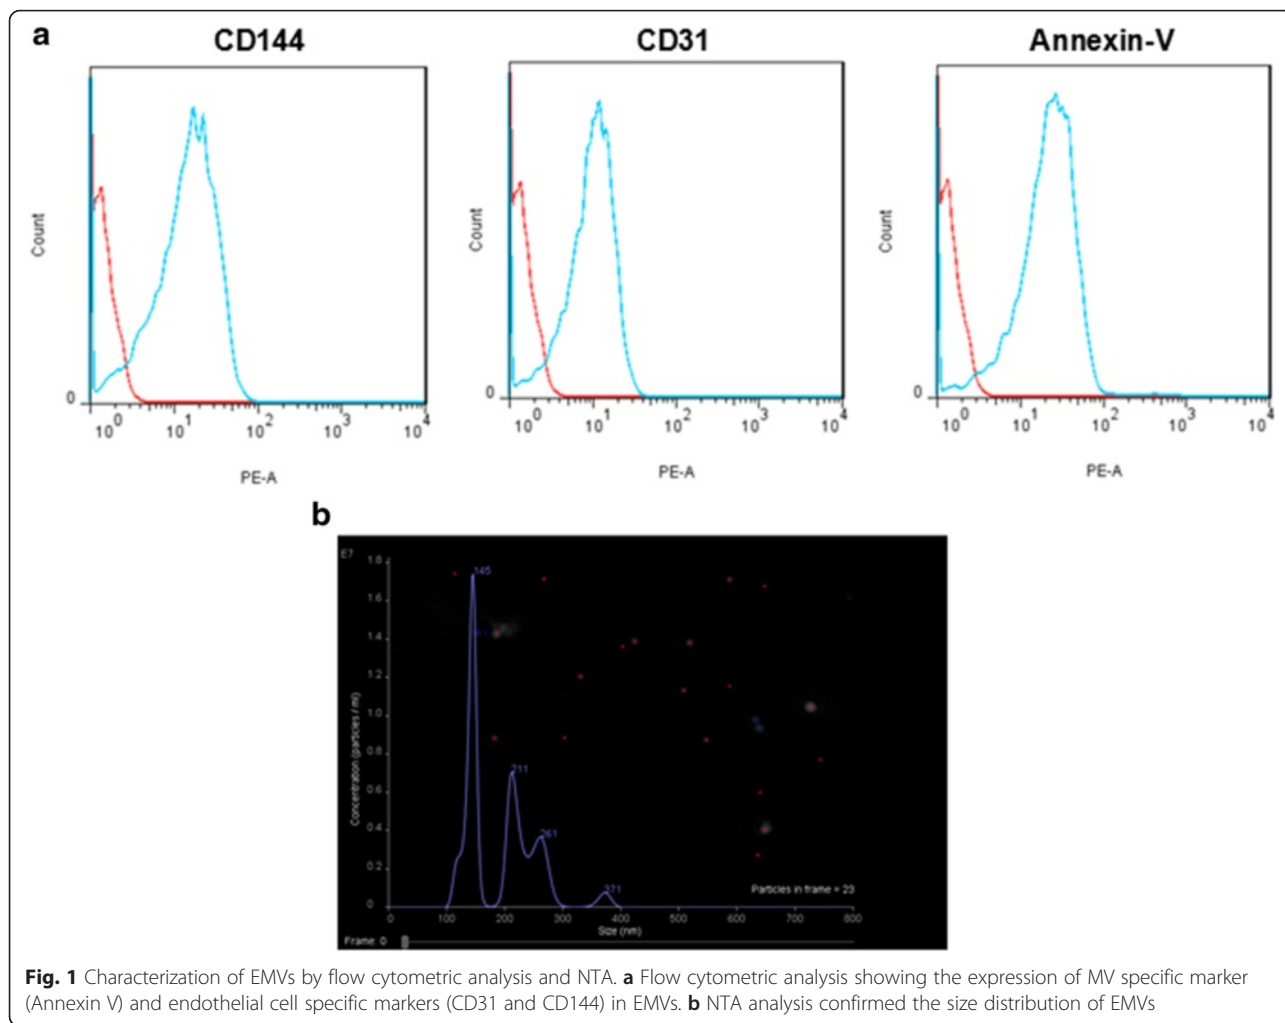 a
CD144
CD31
Annexin-V
Count
0
10^0 10^1 10^2 10^3 10^4
PE-A
Count
0
10^0 10^1 10^2 10^3 10^4
PE-A
Count
0
10^0 10^1 10^2 10^3 10^4
PE-A
b
E7
1.8
1.6
1.4
1.2
1.0
0.8
0.6
0.4
0.2
0
Concentration (particles / ml)
145
211
261
371
Particles in frame = 23
0 100 200 300 400 500 600 700 800
Size (nm)
Frame: 0
Fig. 1 Characterization of EMVs by flow cytometric analysis and NTA. a Flow cytometric analysis showing the expression of MV specific marker
(Annexin V) and endothelial cell specific markers (CD31 and CD144) in EMVs. b NTA analysis confirmed the size distribution of EMVs